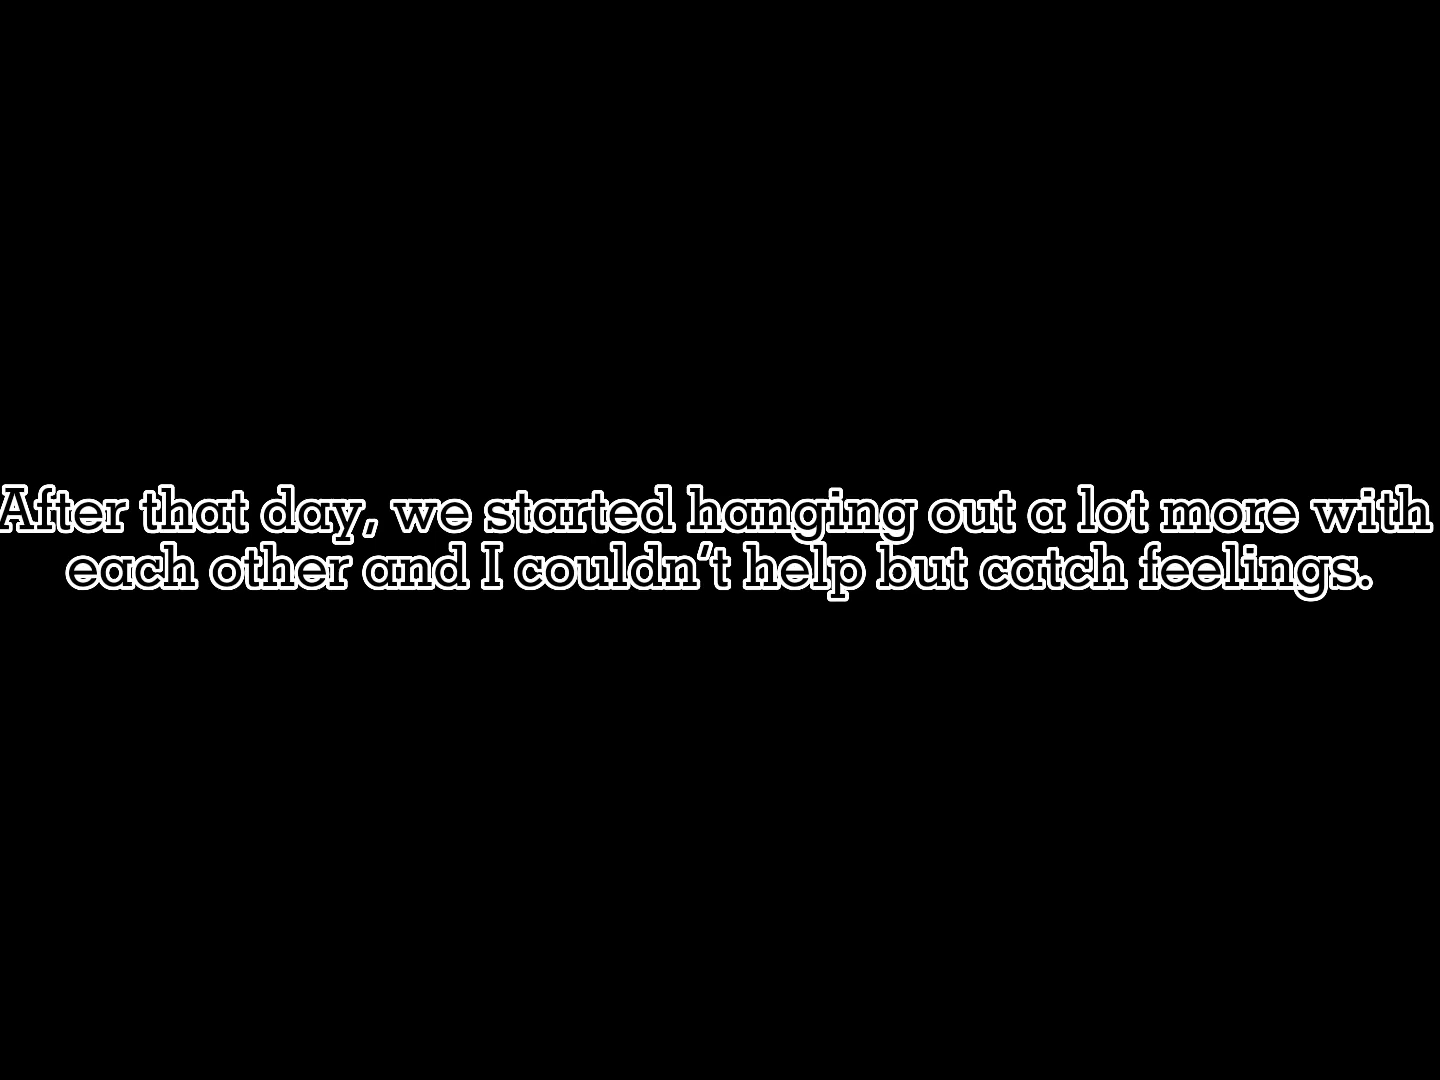 After that day, we started hanging out a lot more with
each other and I couldn’t help but catch feelings.